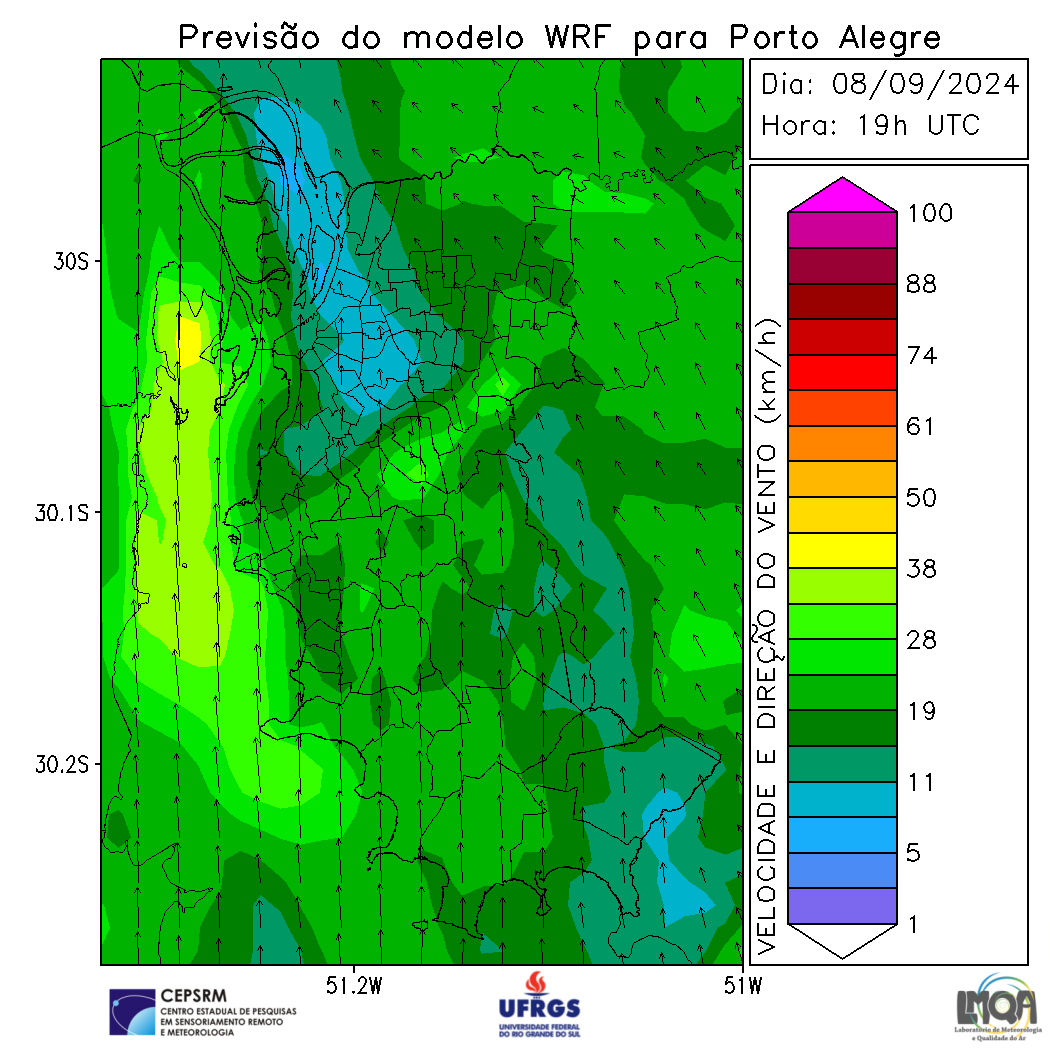 Previsão do modelo WRF para Porto Alegre
Dia: 08/09/2024
Hora: 19h UTC
30S
30.1S
30.2S
51.2W
51W
VELOCIDADE E DIREÇÃO DO VENTO (km/h)
100
88
74
61
50
38
28
19
11
5
1
CEPSRM
CENTRO ESTADUAL DE PESQUISAS
EM SENSORIAMENTO REMOTO
E METEOROLOGIA
UFRGS
UNIVERSIDADE FEDERAL
DO RIO GRANDE DO SUL
LMQA
Laboratório de Meteorologia
e Qualidade do Ar